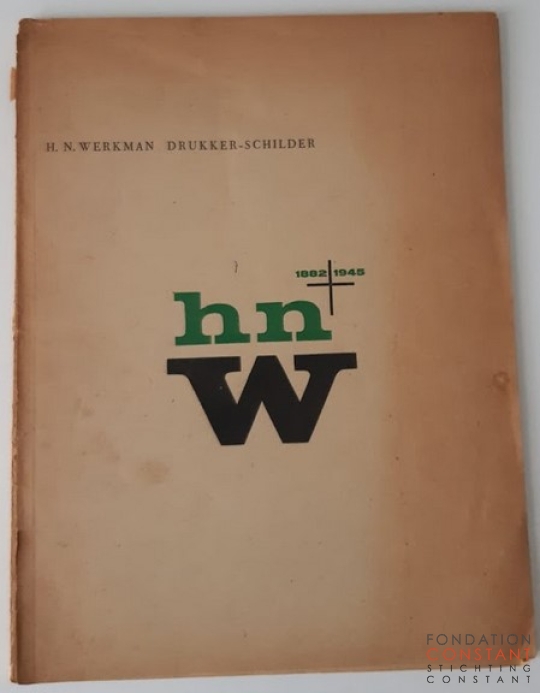 H. N. WERKMAN DRUKKER-SCHILDER
1882 1945
hn
W
FONDATION
CONSTANT
STICHTING
CONSTANT